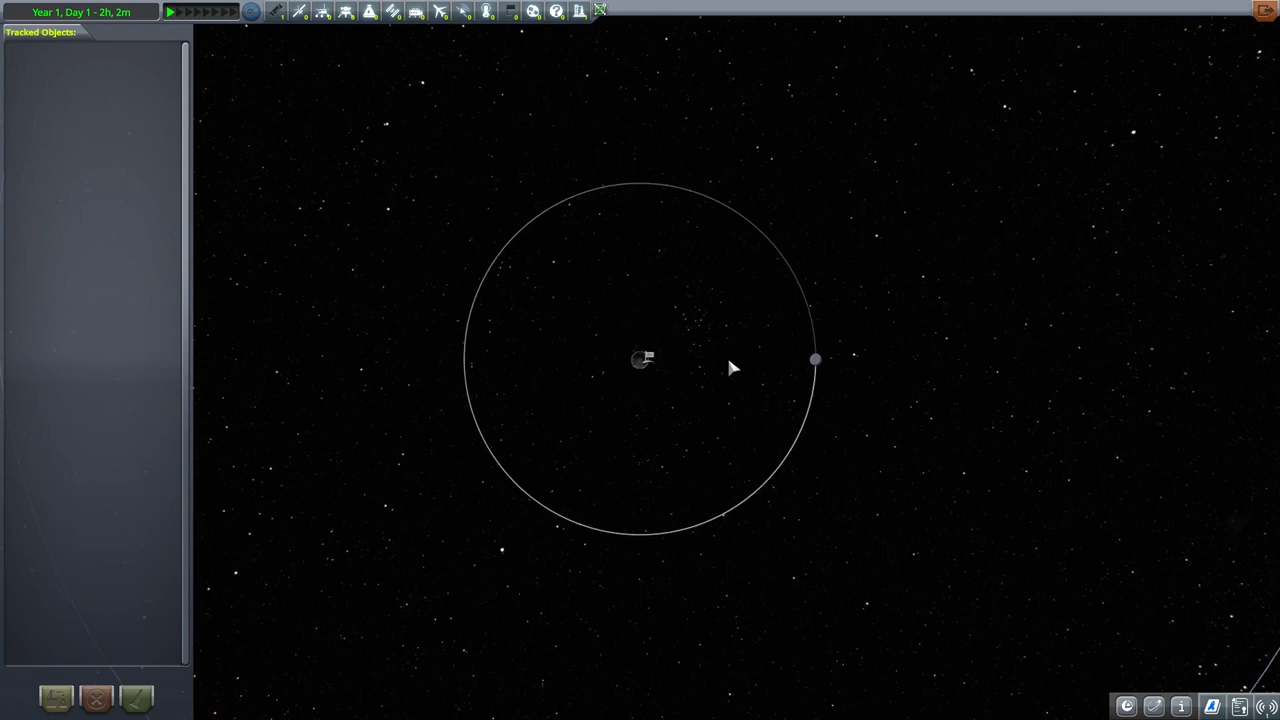 Year 1, Day 1 - 2h, 2m
Tracked Objects: